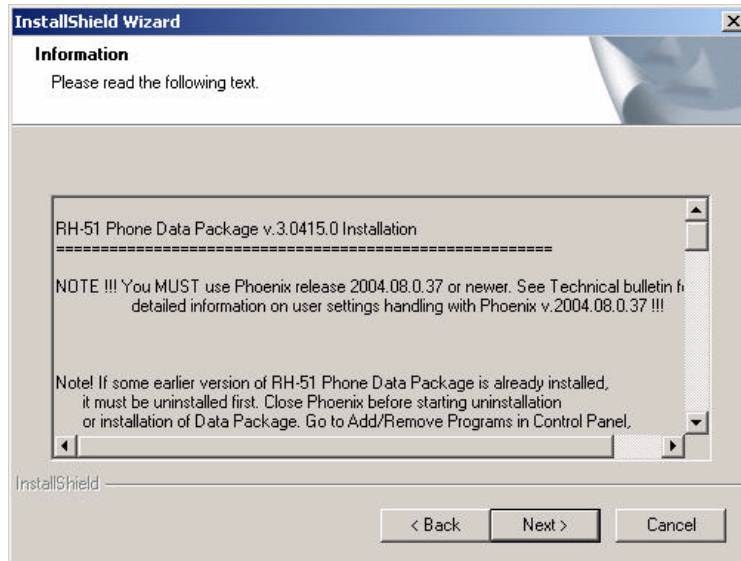 InstallShield Wizard
Information
Please read the following text.
RH-51 Phone Data Package v.3.0415.0 Installation
========================================================
NOTE !!! You MUST use Phoenix release 2004.08.0.37 or newer. See Technical bulletin f
detailed information on user settings handling with Phoenix v.2004.08.0.37 !!!
Note! If some earlier version of RH-51 Phone Data Package is already installed,
it must be uninstalled first. Close Phoenix before starting uninstallation
or installation of Data Package. Go to Add/Remove Programs in Control Panel,
InstallShield
< Back Next > Cancel